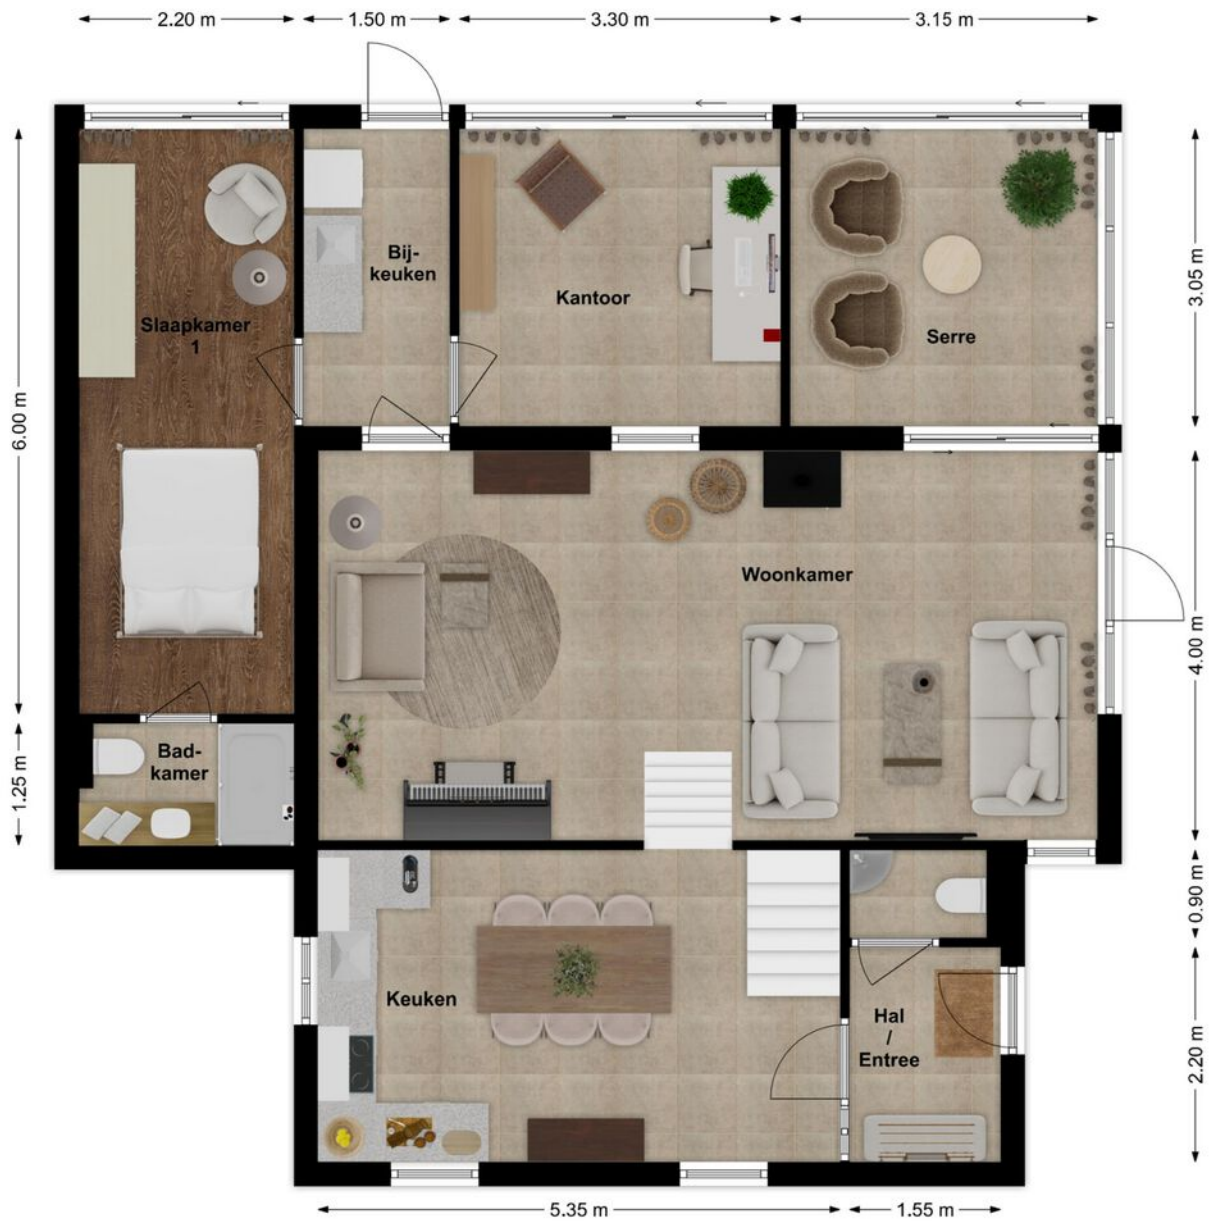 2.20 m
1.50 m
3.30 m
3.15 m
Bij-
keuken
Kantoor
Slaapkamer
1
Serre
3.05 m
6.00 m
Woonkamer
4.00 m
Bad-
kamer
1.25 m
0.90 m
Keuken
Hal
/
Entree
2.20 m
5.35 m
1.55 m